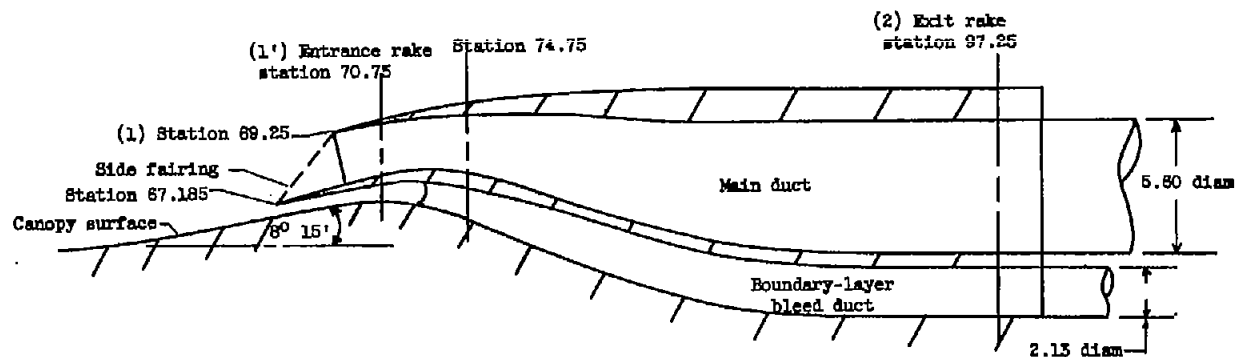 (2) Exit rake
station 97.25
(1') Entrance rake
station 70.75
Station 74.75
(1) Station 69.25
Side fairing
Station 67.185
Canopy surface
8° 15'
Main duct
5.60 diam
Boundary-layer
bleed duct
2.13 diam